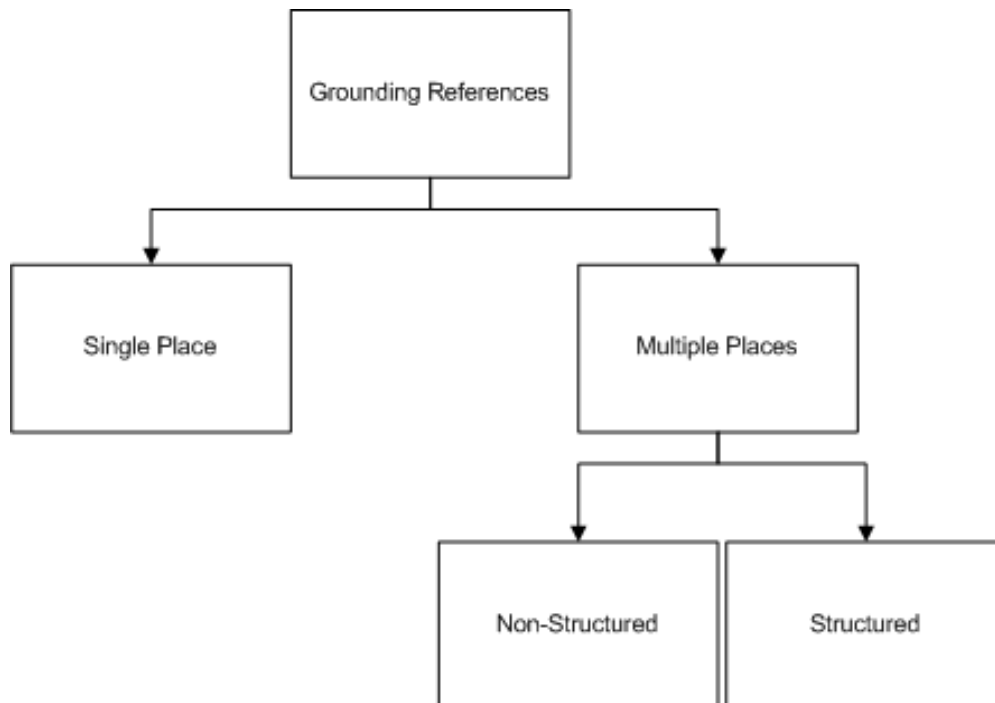 Grounding References
Single Place
Multiple Places
Non-Structured
Structured